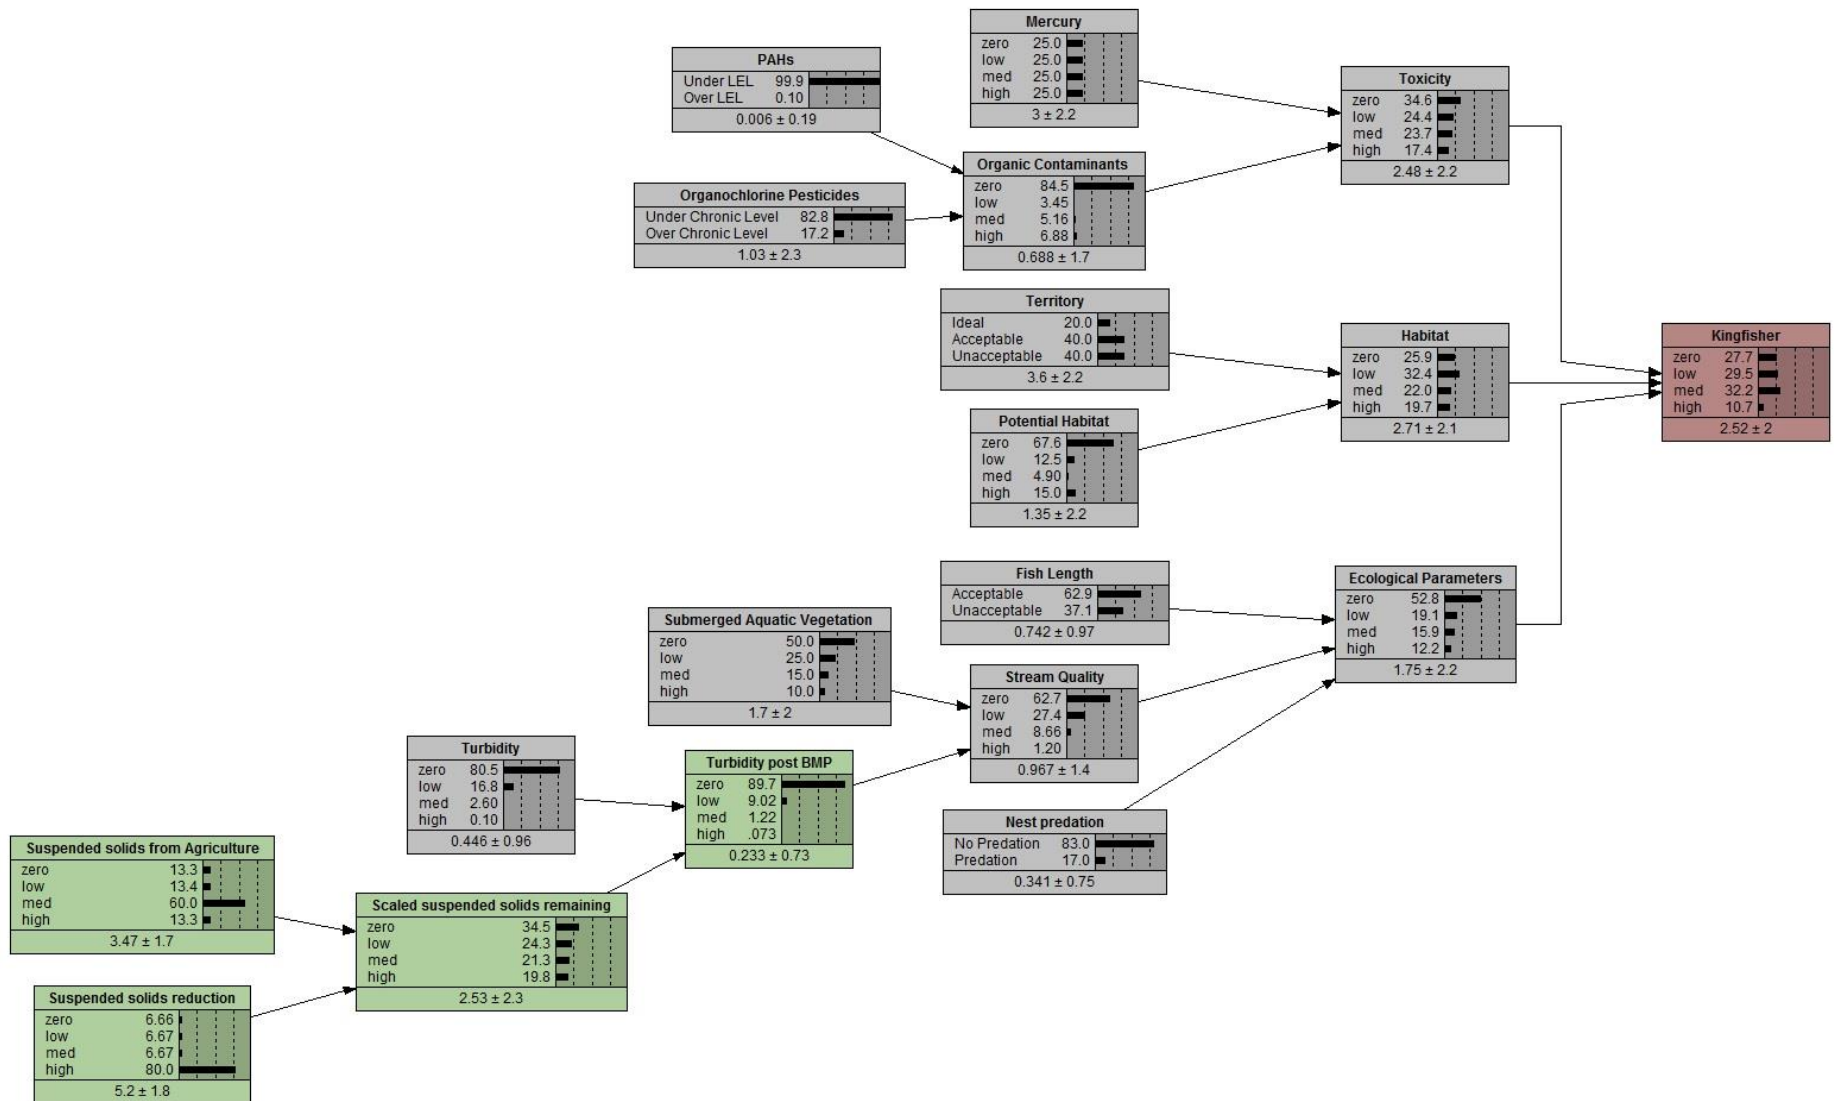 Mercury
zero 25.0
low 25.0
med 25.0
high 25.0
3 ± 2.2
PAHs
Under LEL 99.9
Over LEL 0.10
0.006 ± 0.19
Toxicity
zero 34.6
low 24.4
med 23.7
high 17.4
2.48 ± 2.2
Organic Contaminants
zero 84.5
low 3.45
med 5.16
high 6.88
0.688 ± 1.7
Organochlorine Pesticides
Under Chronic Level 82.8
Over Chronic Level 17.2
1.03 ± 2.3
Territory
Ideal 20.0
Acceptable 40.0
Unacceptable 40.0
3.6 ± 2.2
Habitat
zero 25.9
low 32.4
med 22.0
high 19.7
2.71 ± 2.1
Kingfisher
zero 27.7
low 29.5
med 32.2
high 10.7
2.52 ± 2
Potential Habitat
zero 67.6
low 12.5
med 4.90
high 15.0
1.35 ± 2.2
Fish Length
Acceptable 62.9
Unacceptable 37.1
0.742 ± 0.97
Ecological Parameters
zero 52.8
low 19.1
med 15.9
high 12.2
1.75 ± 2.2
Submerged Aquatic Vegetation
zero 50.0
low 25.0
med 15.0
high 10.0
1.7 ± 2
Stream Quality
zero 62.7
low 27.4
med 8.66
high 1.20
0.967 ± 1.4
Turbidity
zero 80.5
low 16.8
med 2.60
high 0.10
0.446 ± 0.96
Turbidity post BMP
zero 89.7
low 9.02
med 1.22
high .073
0.233 ± 0.73
Nest predation
No Predation 83.0
Predation 17.0
0.341 ± 0.75
Suspended solids from Agriculture
zero 13.3
low 13.4
med 60.0
high 13.3
3.47 ± 1.7
Scaled suspended solids remaining
zero 34.5
low 24.3
med 21.3
high 19.8
2.53 ± 2.3
Suspended solids reduction
zero 6.66
low 6.67
med 6.67
high 80.0
5.2 ± 1.8